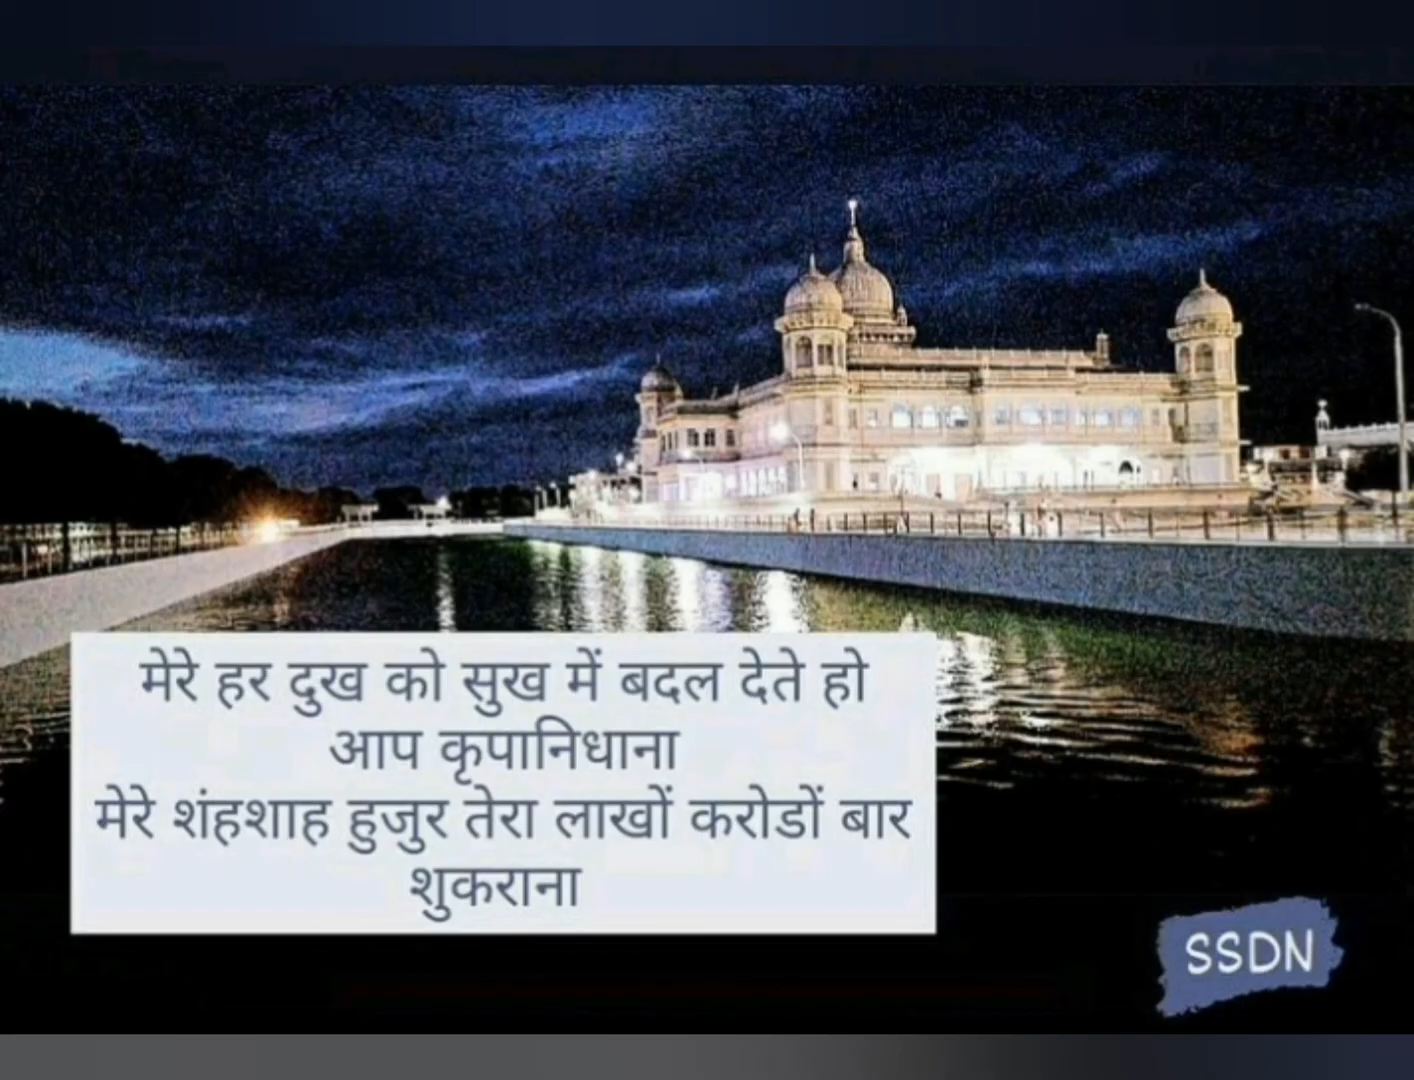 मेरे हर दुख को सुख में बदल देते हो
आप कृपानिधाना
मेरे शंहशाह हुजुर तेरा लाखों करोडों बार
शुकराना
SSDN